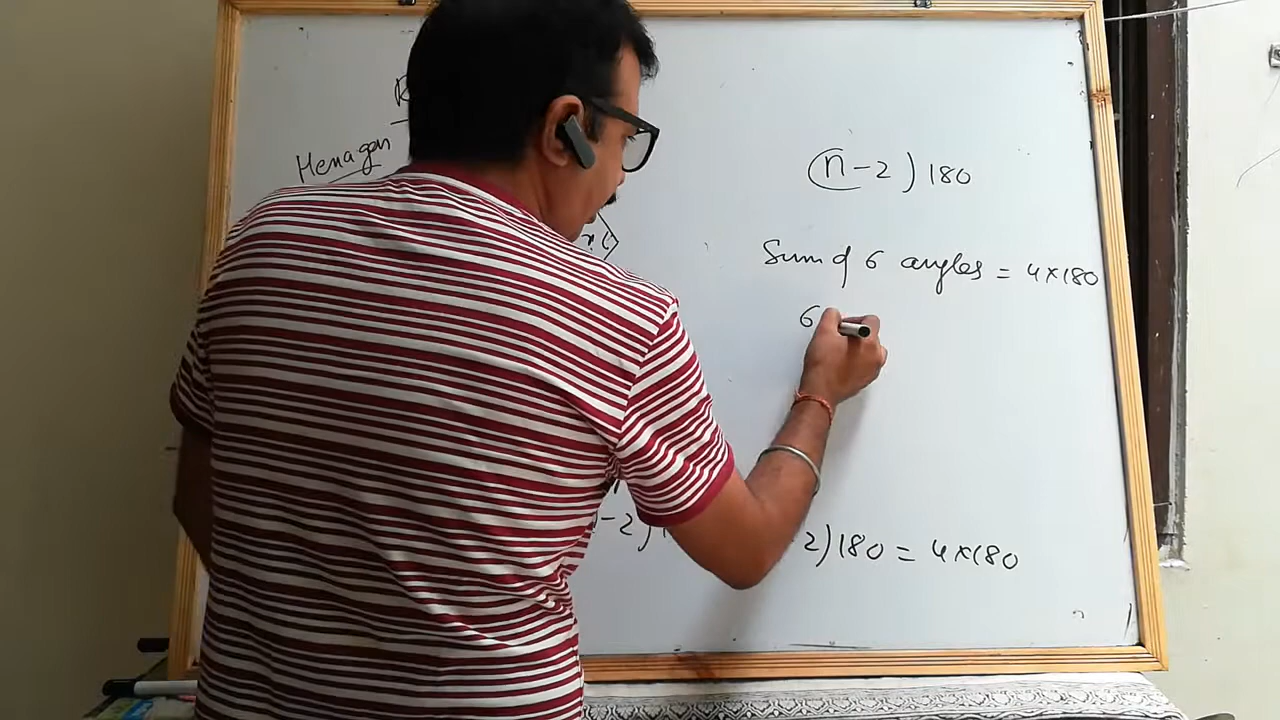 Hexagon
(n-2)180
x
Sum of 6 angles = 4×180
6
-2)
2)180 = 4×180